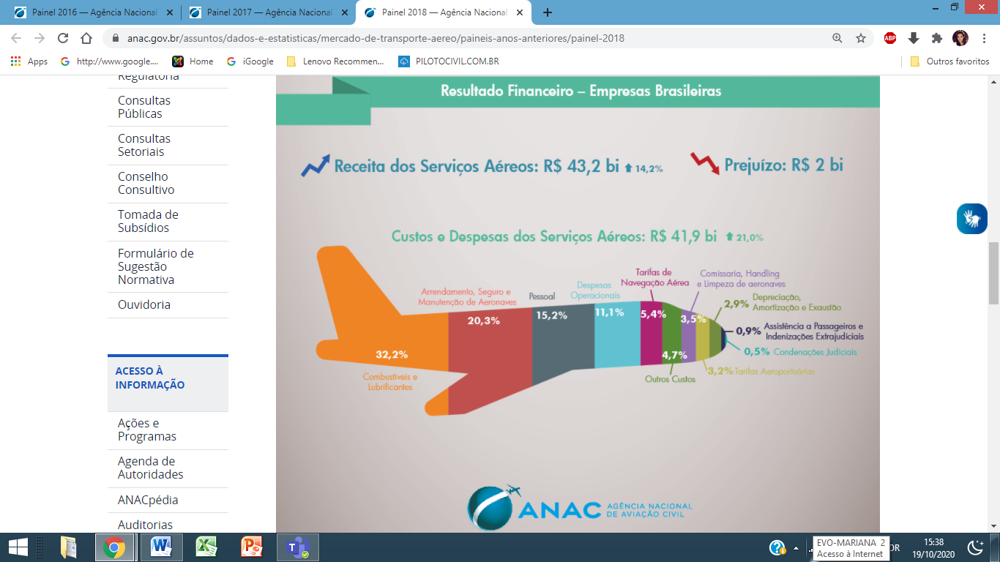 Painel 2016 — Agência Nacional
Painel 2017 — Agência Nacional
Painel 2018 — Agência Nacional
anac.gov.br/assuntos/dados-e-estatisticas/mercado-de-transporte-aereo/paineis-anos-anteriores/painel-2018
ABP
Apps
http://www.google....
Home
iGoogle
Lenovo Recommen...
PILOTOCIVIL.COM.BR
Outros favoritos
Regulatória
Consultas
Públicas
Consultas
Setoriais
Conselho
Consultivo
Tomada de
Subsídios
Formulário de
Sugestão
Normativa
Ouvidoria
ACESSO À
INFORMAÇÃO
Ações e
Programas
Agenda de
Autoridades
ANACpédia
Auditorias
Resultado Financeiro – Empresas Brasileiras
Receita dos Serviços Aéreos: R$ 43,2 bi 14,2%
Prejuízo: R$ 2 bi
Custos e Despesas dos Serviços Aéreos: R$ 41,9 bi 21,0%
32,2%
Combustíveis e
Lubrificantes
Arrendamento, Seguro e
Manutenção de Aeronaves
20,3%
Pessoal
15,2%
Despesas
Operacionais
11,1%
Tarifas de
Navegação Aérea
5,4%
4,7%
Outros Custos
Comissaria, Handling
e Limpeza de aeronaves
3,5%
3,2% Tarifas Aeroportuárias
2,9% Depreciação,
Amortização e Exaustão
0,9% Assistência a Passageiros e
Indenizações Extrajudiciais
0,5% Condenações Judiciais
ANAC AGÊNCIA NACIONAL
DE AVIAÇÃO CIVIL
EVO-MARIANA 2
Acesso à Internet
OR
15:38
19/10/2020